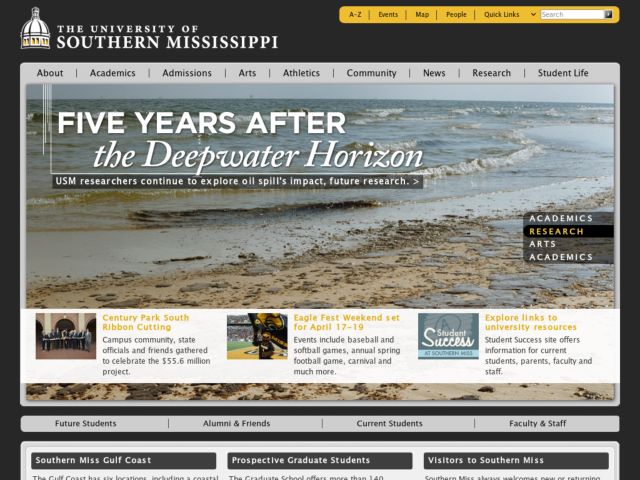 THE UNIVERSITY OF
SOUTHERN MISSISSIPPI
A-Z Events Map People Quick Links Search
About Academics Admissions Arts Athletics Community News Research Student Life
FIVE YEARS AFTER
the Deepwater Horizon
USM researchers continue to explore oil spill's impact, future research. >
ACADEMICS
RESEARCH
ARTS
ACADEMICS
Century Park South
Ribbon Cutting
Campus community, state
officials and friends gathered
to celebrate the $55.6 million
project.
Eagle Fest Weekend set
for April 17-19
Events include baseball and
softball games, annual spring
football game, carnival and
much more.
Student
Success
AT SOUTHERN MISS
Explore links to
university resources
Student Success site offers
information for current
students, parents, faculty and
staff.
Future Students Alumni & Friends Current Students Faculty & Staff
Southern Miss Gulf Coast Prospective Graduate Students Visitors to Southern Miss
The Gulf Coast has six locations, including a coastal
The Graduate School offers more than 140
Southern Miss always welcomes new or returning